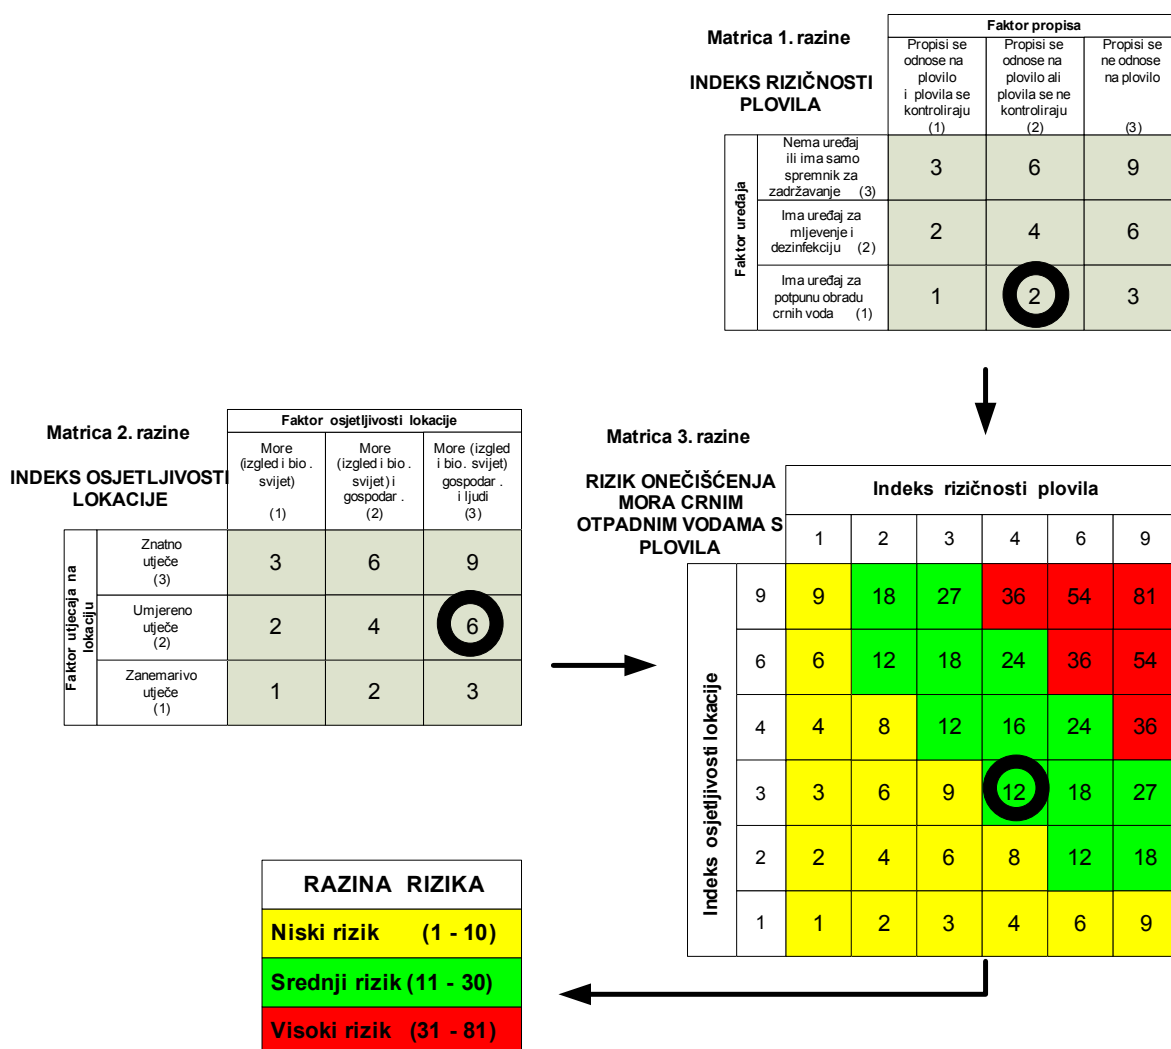 Matrica 1. razine
INDEKS RIZIČNOSTI
PLOVILA
Faktor propisa
Propisi se
odnose na
plovilo
i plovila se
kontroliraju
(1)
Propisi se
odnose na
plovilo ali
plovila se ne
kontroliraju
(2)
Propisi se
ne odnose
na plovilo
(3)
Faktor uređaja
Nema uređaj
ili ima samo
spremnik za
zadržavanje (3)
3 6 9
Ima uređaj za
mljevenje i
dezinfekciju (2)
2 4 6
Ima uređaj za
potpunu obradu
crnih voda (1)
1 2 3
Matrica 2. razine
INDEKS OSJETLJIVOSTI
LOKACIJE
Faktor osjetljivosti lokacije
More
(izgled i bio .
svijet)
(1)
More
(izgled i bio .
svijet) i
gospodar .
(2)
More (izgled
i bio. svijet)
gospodar .
i ljudi
(3)
Faktor utjecaja na
lokaciju
Znatno
utječe
(3)
3 6 9
Umjereno
utječe
(2)
2 4 6
Zanemarivo
utječe
(1)
1 2 3
Matrica 3. razine
RIZIK ONEČIŠĆENJA
MORA CRNIM
OTPADNIM VODAMA S
PLOVILA
Indeks rizičnosti plovila
1 2 3 4 6 9
Indeks osjetljivosti lokacije
9 9 18 27 36 54 81
6 6 12 18 24 36 54
4 4 8 12 16 24 36
3 3 6 9 12 18 27
2 2 4 6 8 12 18
1 1 2 3 4 6 9
RAZINA RIZIKA
Niski rizik (1 - 10)
Srednji rizik (11 - 30)
Visoki rizik (31 - 81)